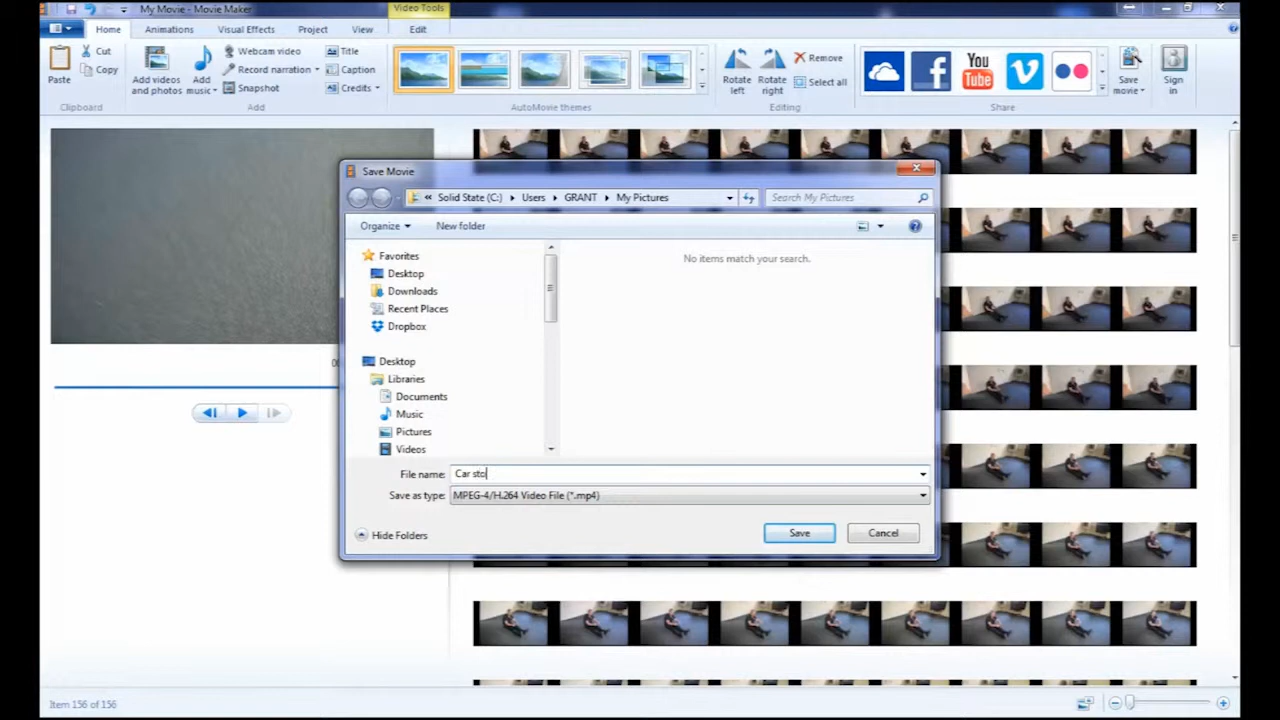 My Movie - Movie Maker
Video Tools
Home Animations Visual Effects Project View Edit
Paste
Cut
Copy
Clipboard
Add videos and photos
Add music
Webcam video
Record narration
Snapshot
Title
Caption
Credits
Add
AutoMovie themes
Rotate left
Rotate right
Remove
Select all
Editing
You Tube
Share
Save movie
Sign in
Save Movie
« Solid State (C:) Users GRANT My Pictures
Search My Pictures
Organize New folder
Favorites
Desktop
Downloads
Recent Places
Dropbox
Desktop
Libraries
Documents
Music
Pictures
Videos
No items match your search.
File name: Car sto
Save as type: MPEG-4/H.264 Video File (*.mp4)
Hide Folders
Save Cancel
Item 156 of 156